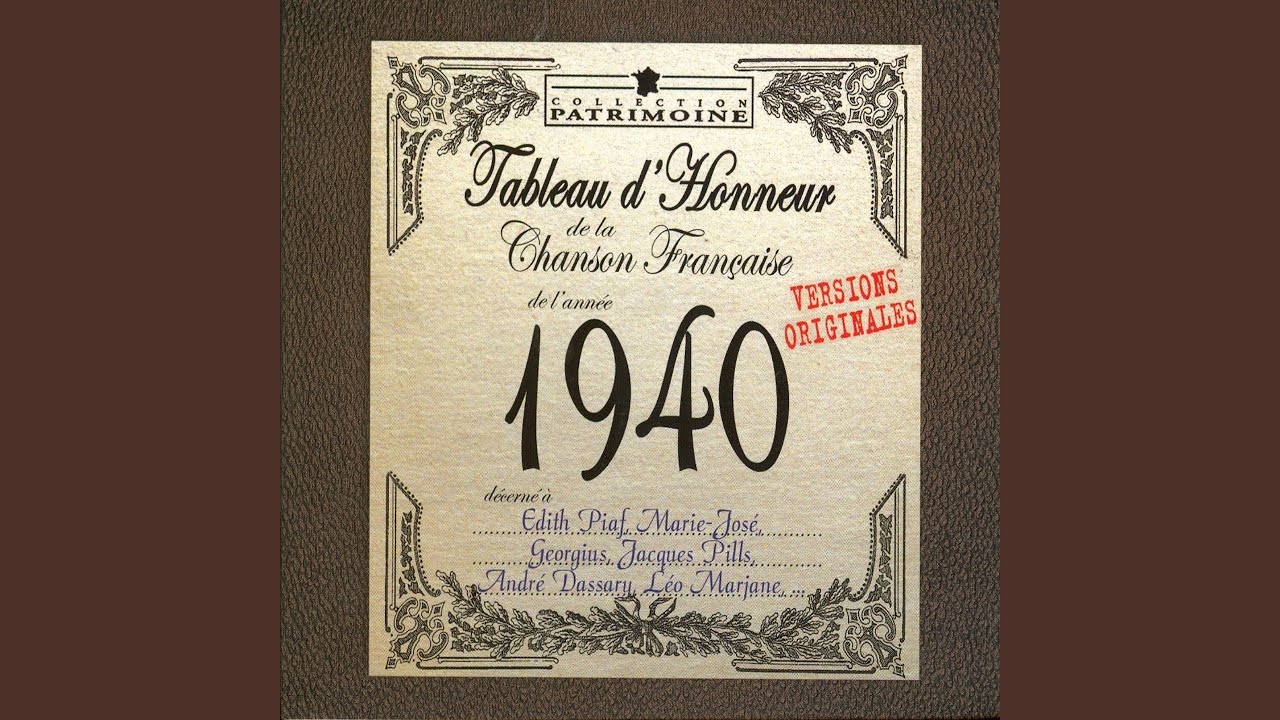 COLLECTION
PATRIMOINE
Tableau d'Honneur
de la
Chanson Française
de l'année
VERSIONS
ORIGINALES
1940
décerné à
Edith Piaf, Marie-José,
Georgius, Jacques Pills,
André Dassary, Léo Marjane, ...